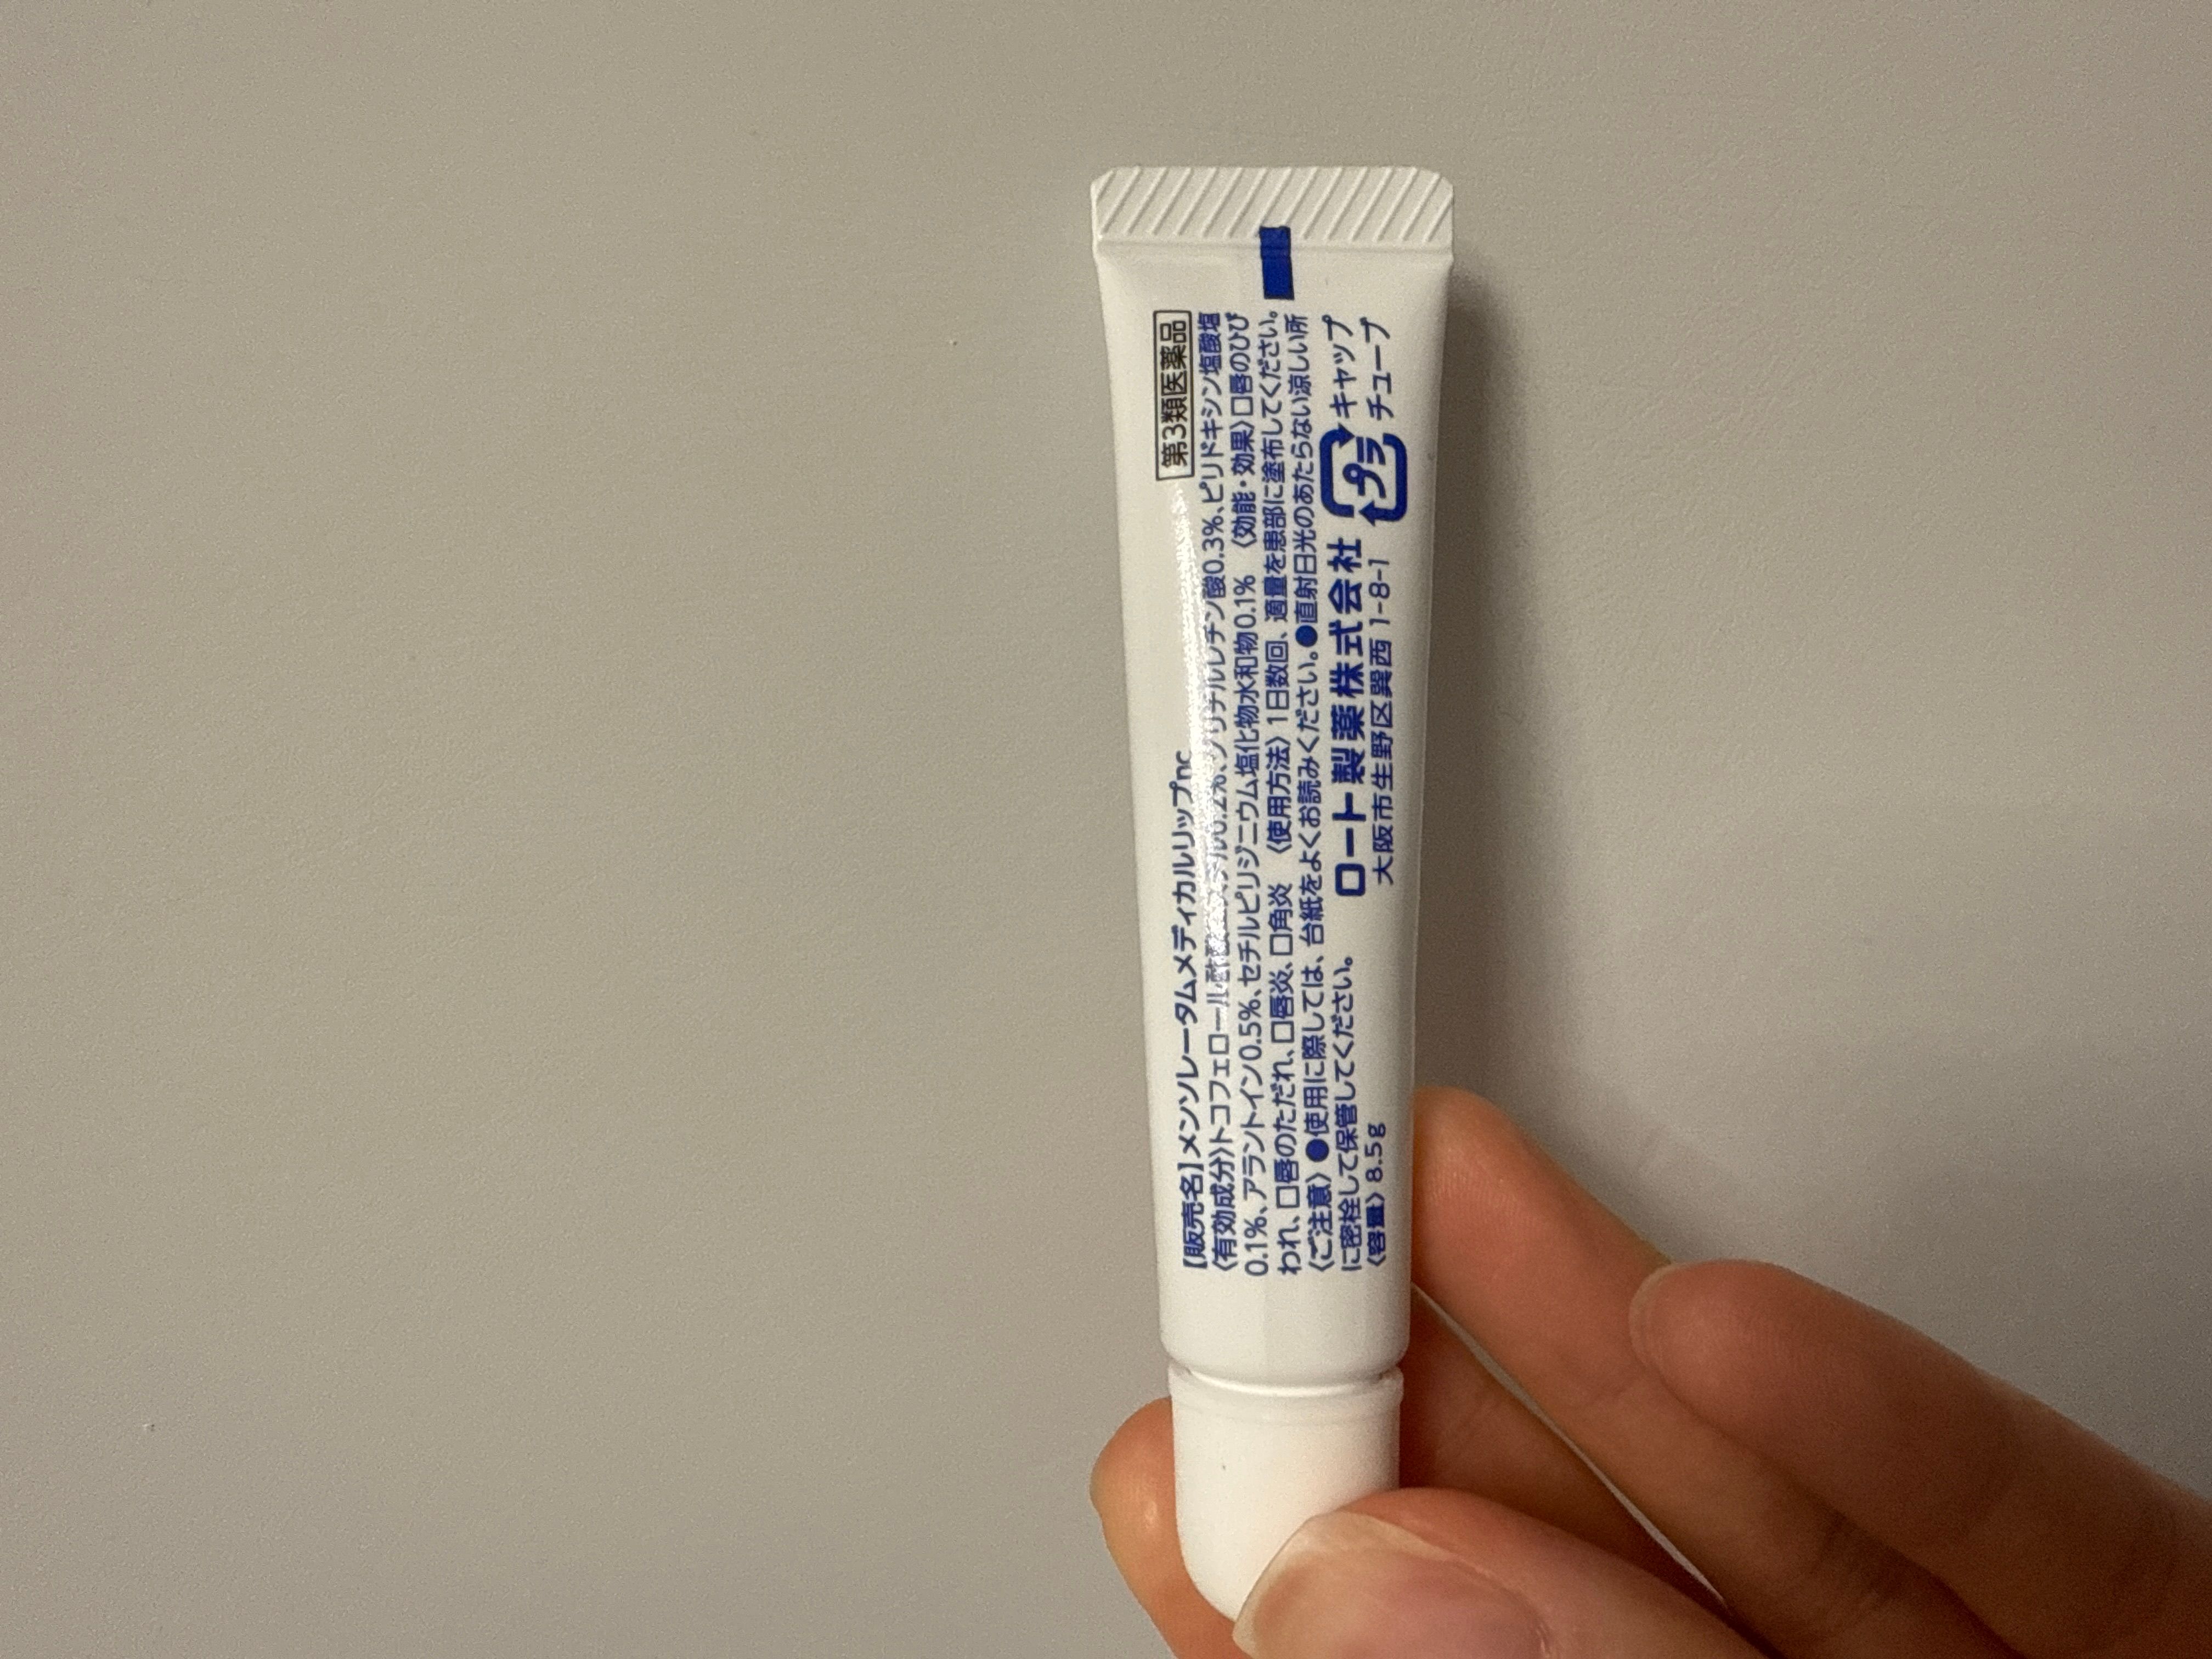 第3類医薬品
【販売名】メンソレータムメディカルリップnc
〈有効成分〉トコフェロール酢酸エステル0.2%、グリチルレチン酸0.3%、ピリドキシン塩酸塩
0.1%、アラントイン0.5%、セチルピリジニウム塩化物水和物0.1% 〈効能・効果〉口唇のひび
われ、口唇のただれ、口唇炎、口角炎 〈使用方法〉1日数回、適量を患部に塗布してください。
〈ご注意〉●使用に際しては、台紙をよくお読みください。●直射日光のあたらない涼しい所
に密栓して保管してください。
〈容量〉8.5g
ロート製薬株式会社
大阪市生野区巽西 1-8-1
プラ
キャップ
チューブ